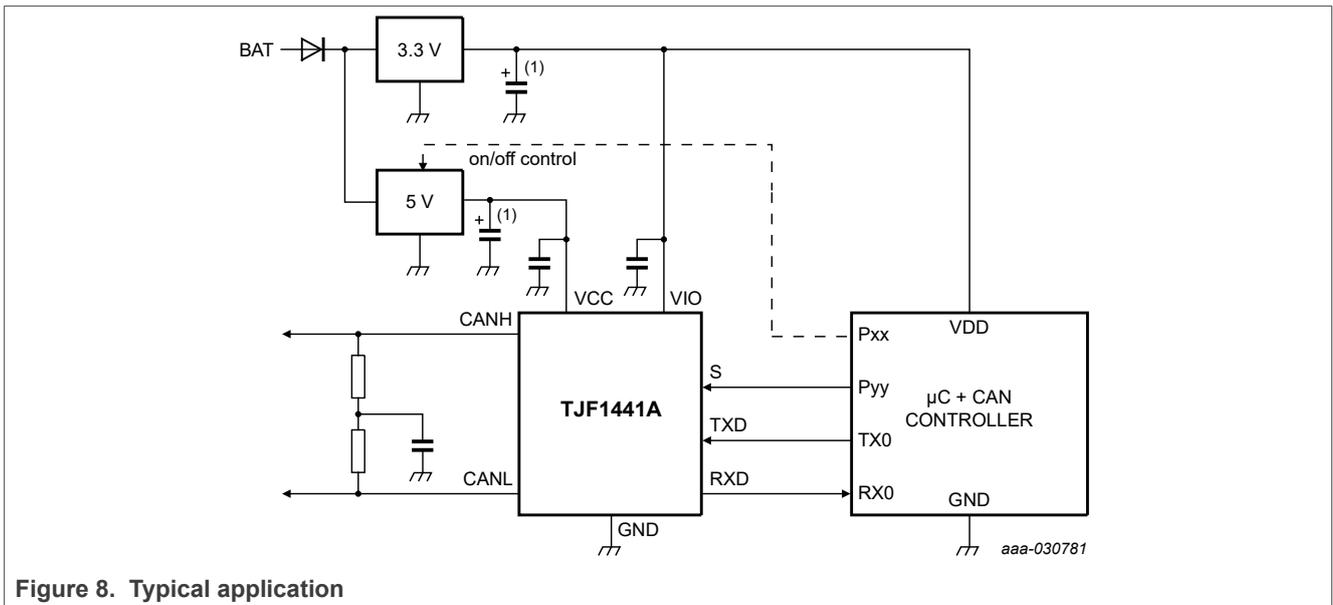 BAT
3.3 V
+ (1)
on/off control
5 V
+ (1)
VCC
VIO
CANH
CANL
S
TXD
RXD
TJF1441A
GND
Pxx
VDD
Pyy
µC + CAN
CONTROLLER
TX0
RX0
GND
aaa-030781
Figure 8. Typical application